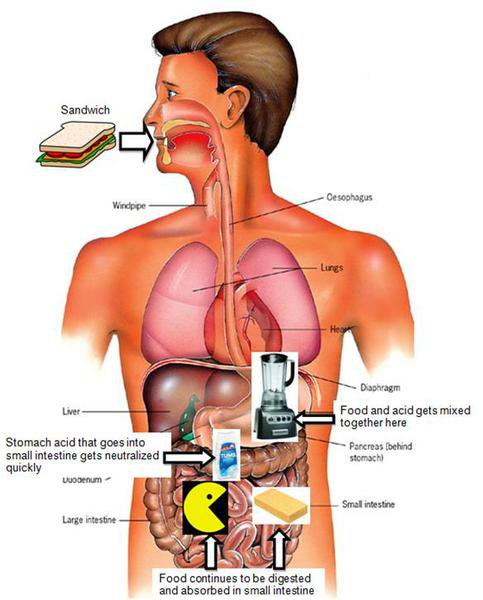 Sandwich
Windpipe
Oesophagus
Lungs
Diaphragm
Liver
Food and acid gets mixed
together here
Stomach acid that goes into
small intestine gets neutralized
quickly
TUMS
Pancreas (behind
stomach)
Duodenum
Large intestine
Small intestine
Food continues to be digested
and absorbed in small intestine